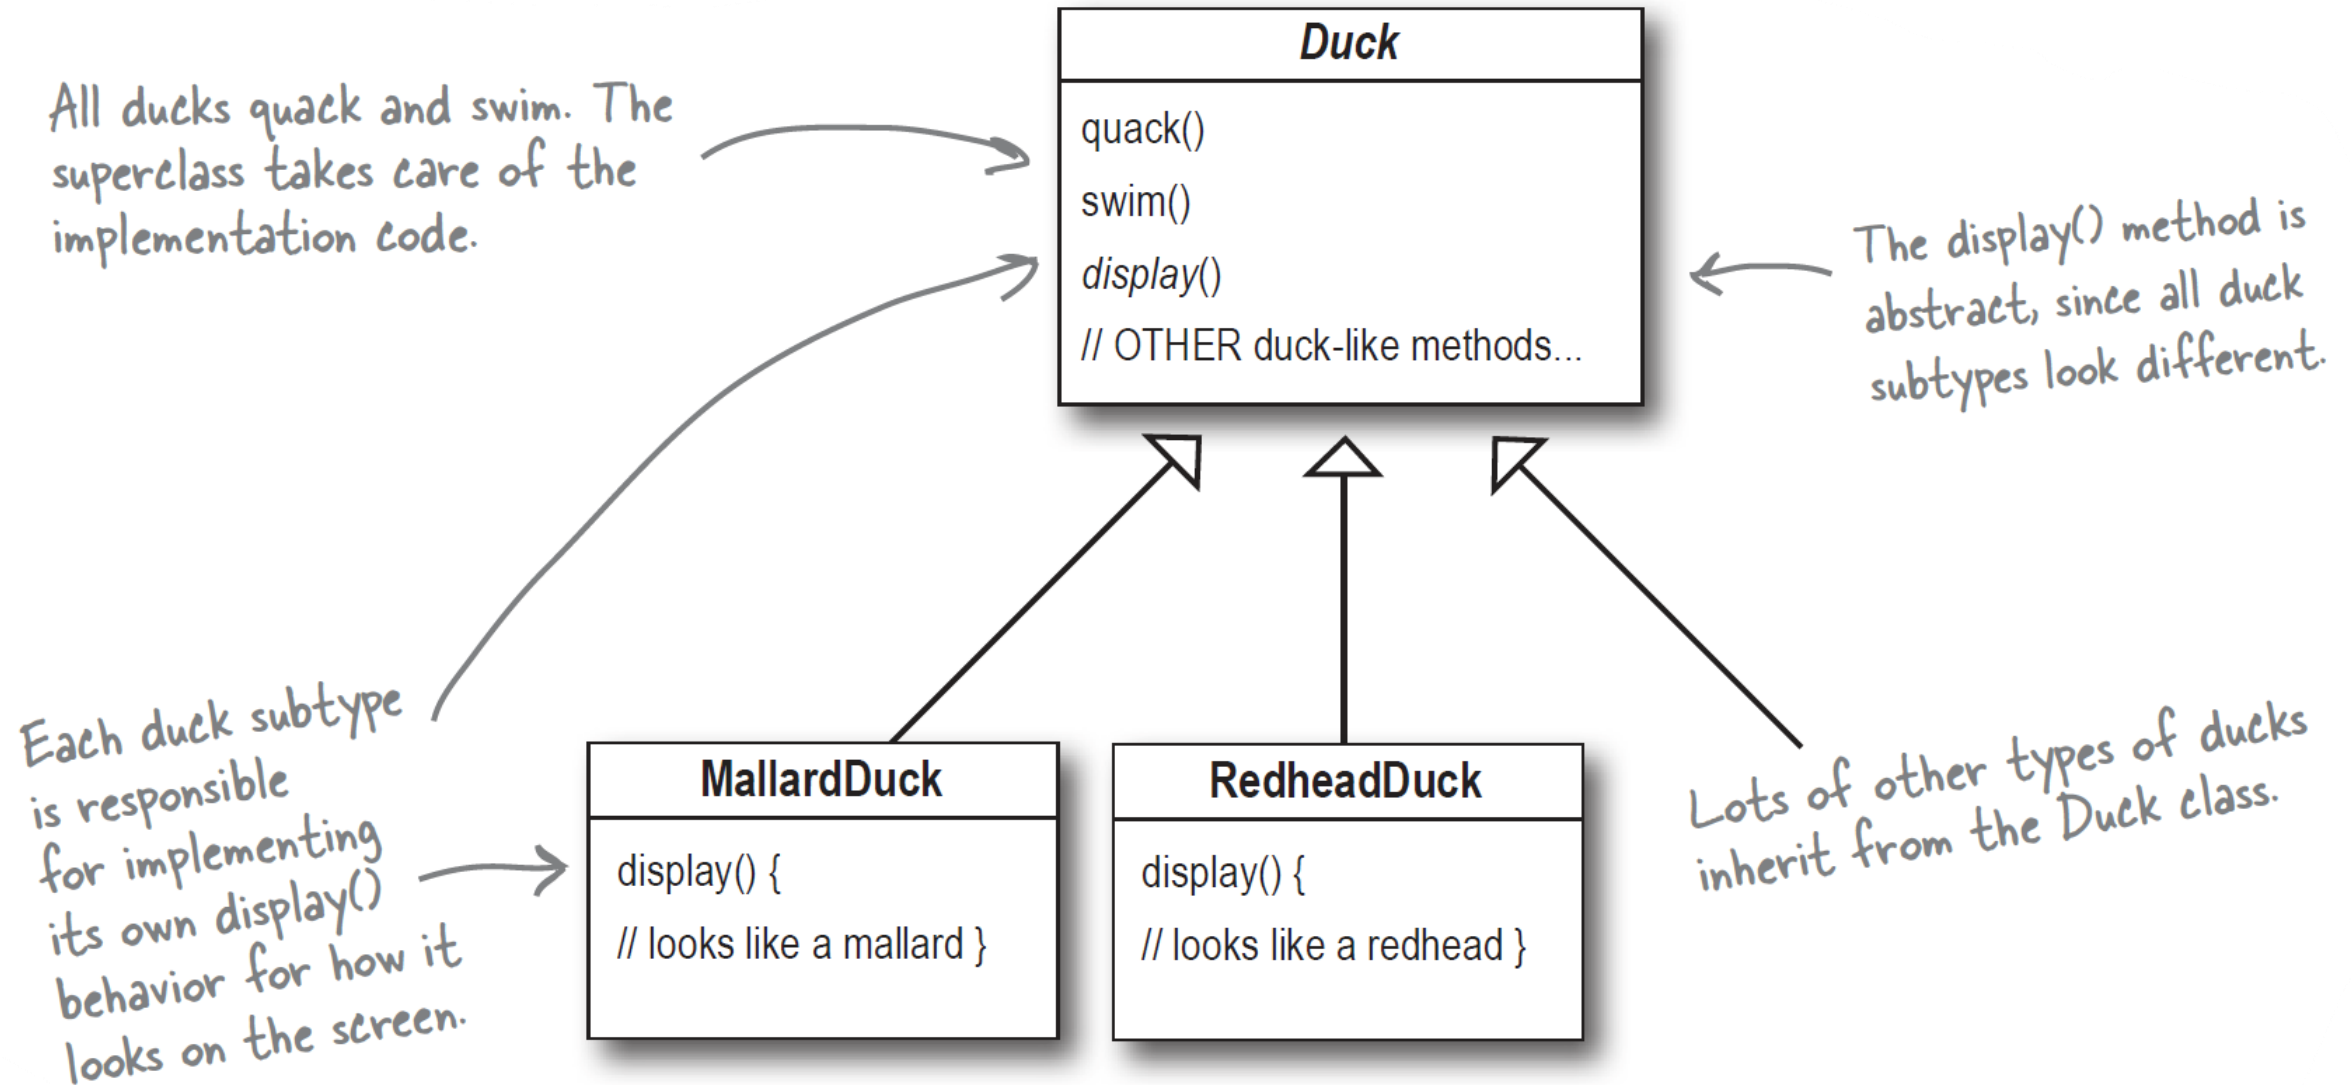 Duck
quack()
swim()
display()
// OTHER duck-like methods...
All ducks quack and swim. The
superclass takes care of the
implementation code.
The display() method is
abstract, since all duck
subtypes look different.
Each duck subtype
is responsible
for implementing
its own display()
behavior for how it
looks on the screen.
MallardDuck
display() {
// looks like a mallard }
RedheadDuck
display() {
// looks like a redhead }
Lots of other types of ducks
inherit from the Duck class.